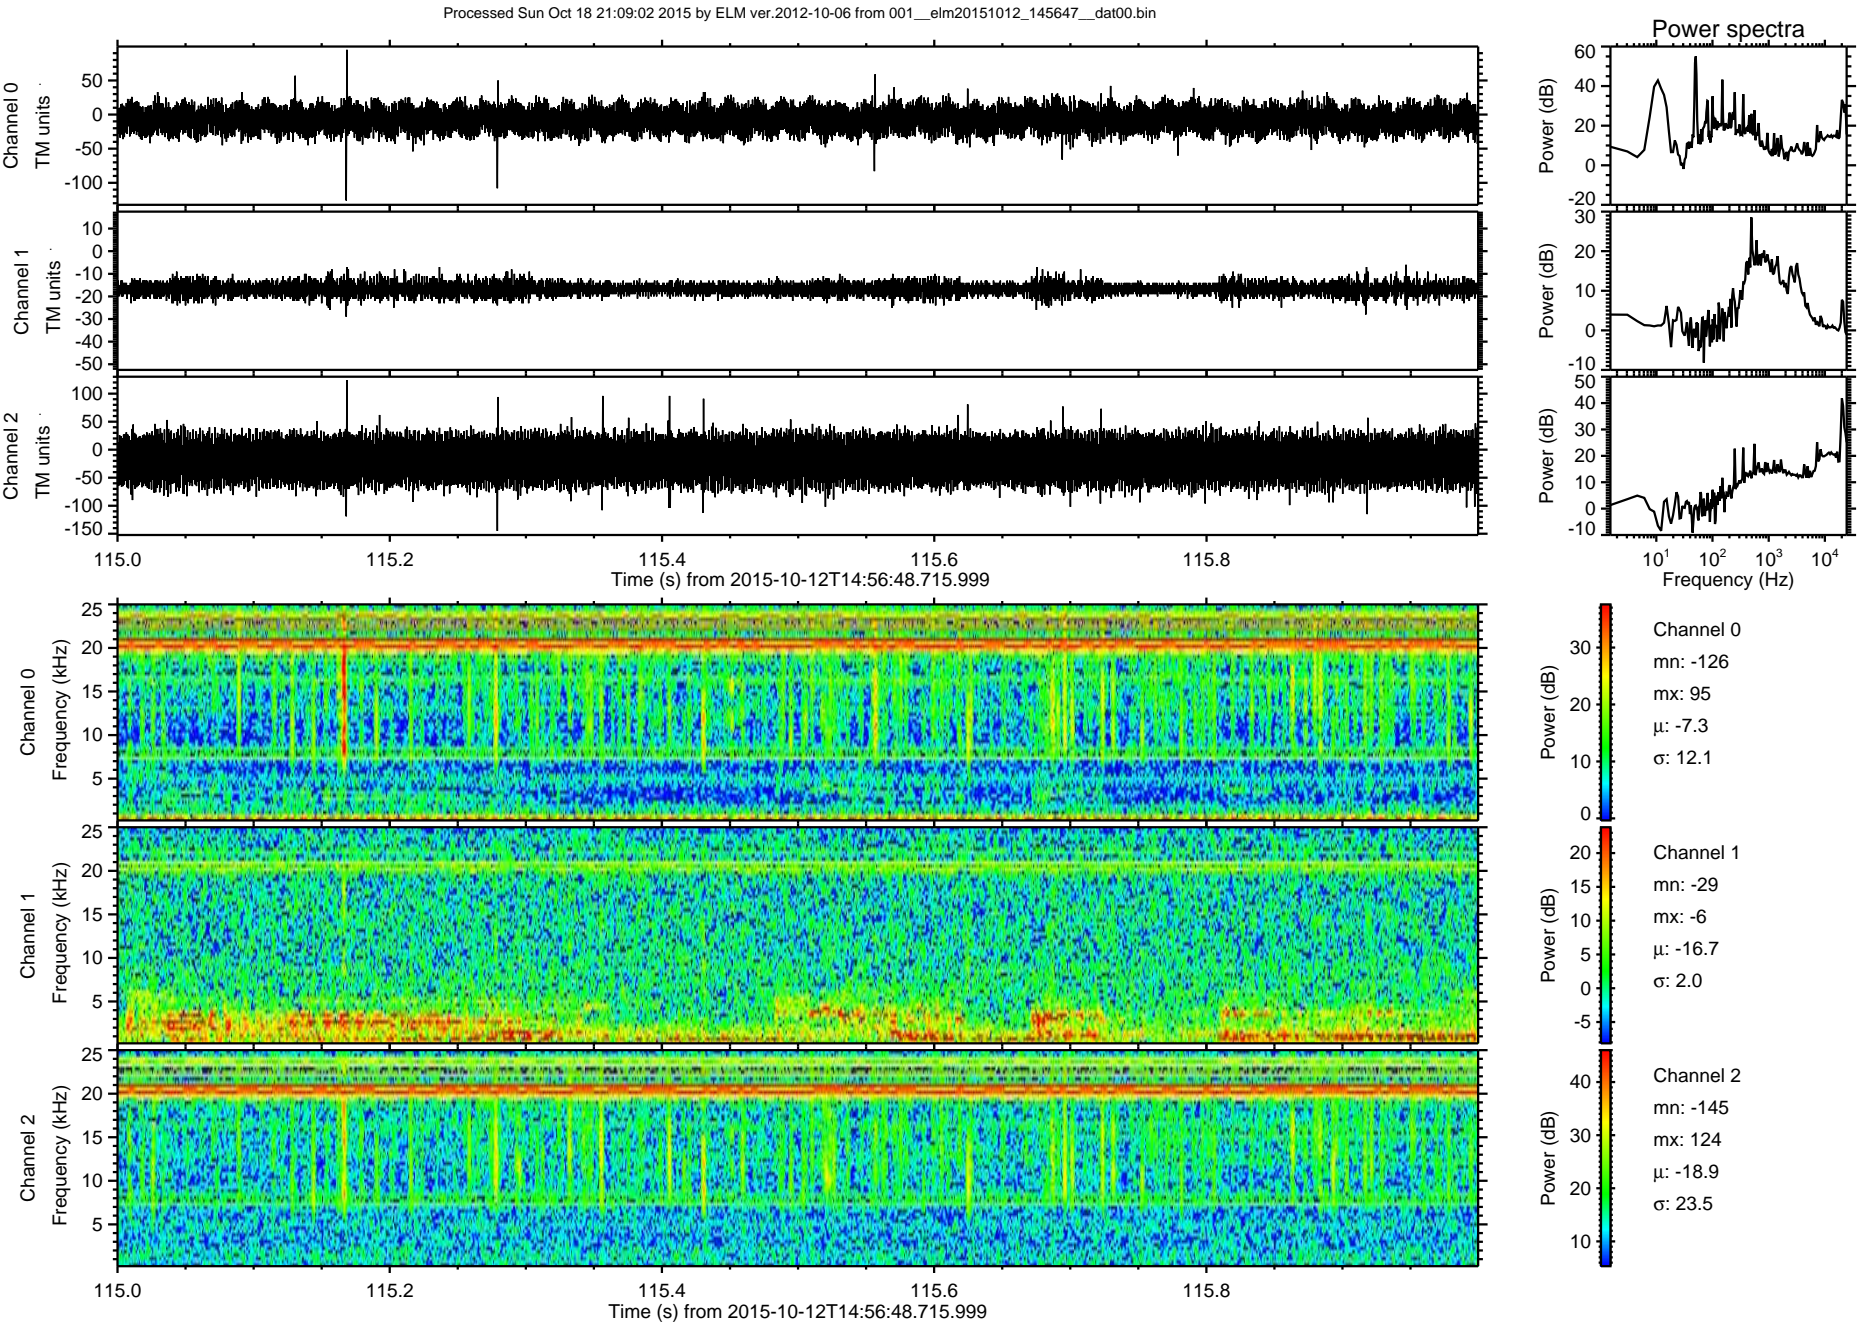 Processed Sun Oct 18 21:09:02 2015 by ELM ver.2012-10-06 from 001__elm20151012_145647__dat00.bin
Power spectra
Channel 0
TM units
50
0
-50
-100
Power (dB)
60
40
20
0
-20
Channel 1
TM units
10
0
-10
-20
-30
-40
-50
Power (dB)
30
20
10
0
-10
Channel 2
TM units
100
50
0
-50
-100
-150
Power (dB)
50
40
30
20
10
0
-10
115.0 115.2 115.4 115.6 115.8
Time (s) from 2015-10-12T14:56:48.715.999
10^1 10^2 10^3 10^4
Frequency (Hz)
Channel 0
Frequency (kHz)
25
20
15
10
5
Power (dB)
30
20
10
0
Channel 0
mn: -126
mx: 95
μ: -7.3
σ: 12.1
Channel 1
Frequency (kHz)
25
20
15
10
5
Power (dB)
20
15
10
5
0
-5
Channel 1
mn: -29
mx: -6
μ: -16.7
σ: 2.0
Channel 2
Frequency (kHz)
25
20
15
10
5
Power (dB)
40
30
20
10
Channel 2
mn: -145
mx: 124
μ: -18.9
σ: 23.5
115.0 115.2 115.4 115.6 115.8
Time (s) from 2015-10-12T14:56:48.715.999